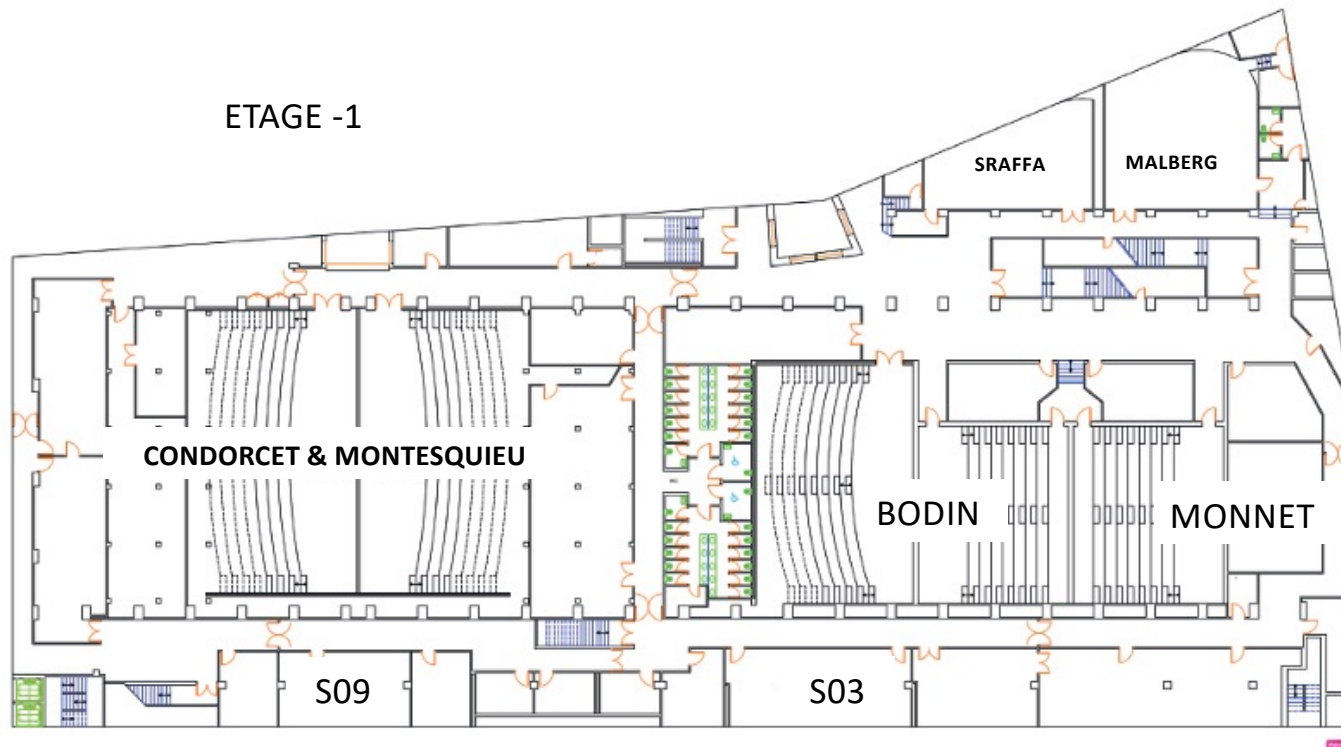 ETAGE -1
SRAFFA
MALBERG
CONDORCET & MONTESQUIEU
BODIN
MONNET
S09
S03